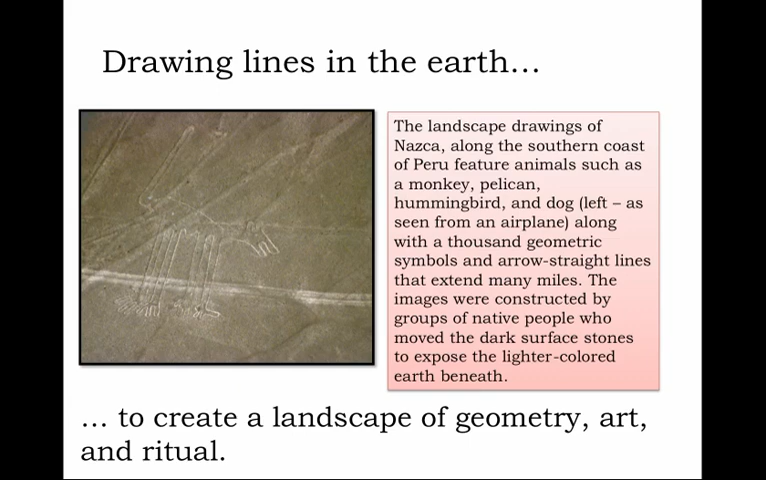 Drawing lines in the earth…
The landscape drawings of
Nazca, along the southern coast
of Peru feature animals such as
a monkey, pelican,
hummingbird, and dog (left – as
seen from an airplane) along
with a thousand geometric
symbols and arrow-straight lines
that extend many miles. The
images were constructed by
groups of native people who
moved the dark surface stones
to expose the lighter-colored
earth beneath.
… to create a landscape of geometry, art,
and ritual.